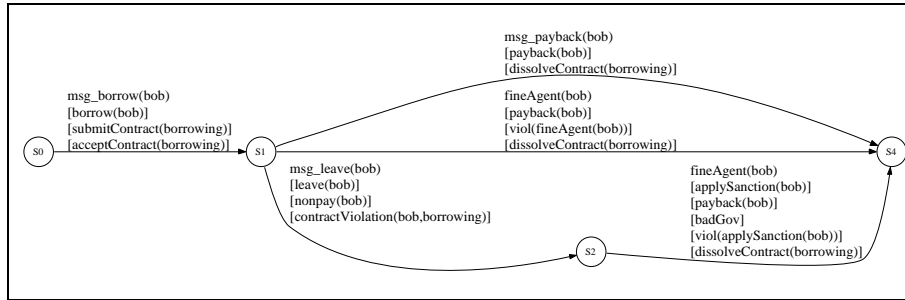 msg_payback(bob)
[payback(bob)]
[dissolveContract(borrowing)]
msg_borrow(bob)
[borrow(bob)]
[submitContract(borrowing)]
[acceptContract(borrowing)]
fineAgent(bob)
[payback(bob)]
[viol(fineAgent(bob))]
[dissolveContract(borrowing)]
S0
S1
S4
msg_leave(bob)
[leave(bob)]
[nonpay(bob)]
[contractViolation(bob,borrowing)]
fineAgent(bob)
[applySanction(bob)]
[payback(bob)]
[badGov]
[viol(applySanction(bob))]
[dissolveContract(borrowing)]
S2